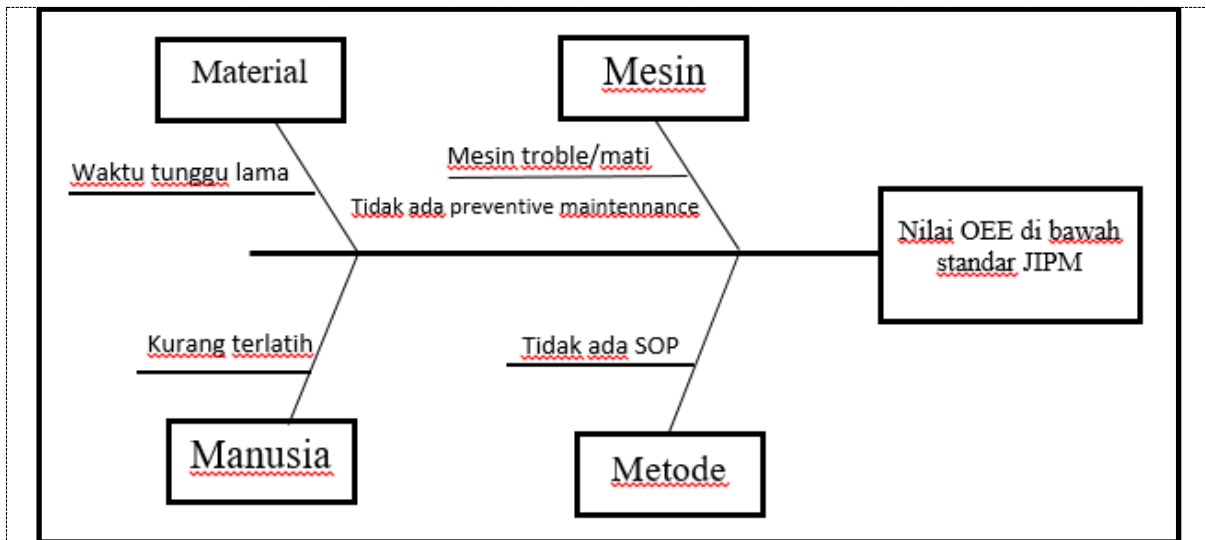 Material
Mesin
Waktu tunggu lama
Mesin troble/mati
Tidak ada preventive maintennance
Nilai OEE di bawah
standar JIPM
Kurang terlatih
Tidak ada SOP
Manusia
Metode